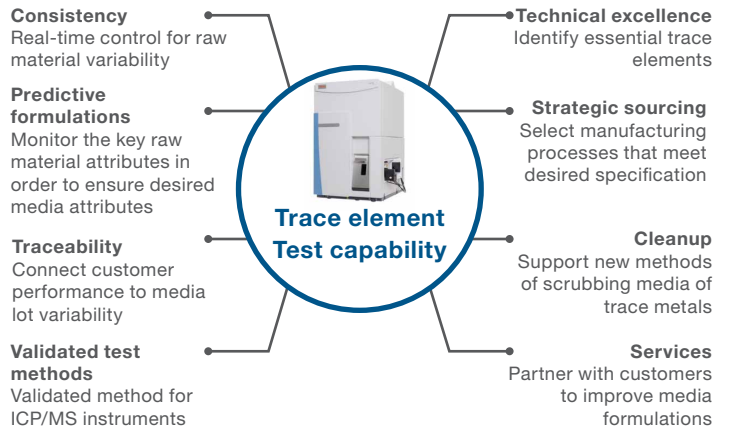 Consistency
Real-time control for raw
material variability
Predictive
formulations
Monitor the key raw
material attributes in
order to ensure desired
media attributes
Traceability
Connect customer
performance to media
lot variability
Validated test
methods
Validated method for
ICP/MS instruments
Trace element
Test capability
Technical excellence
Identify essential trace
elements
Strategic sourcing
Select manufacturing
processes that meet
desired specification
Cleanup
Support new methods
of scrubbing media of
trace metals
Services
Partner with customers
to improve media
formulations